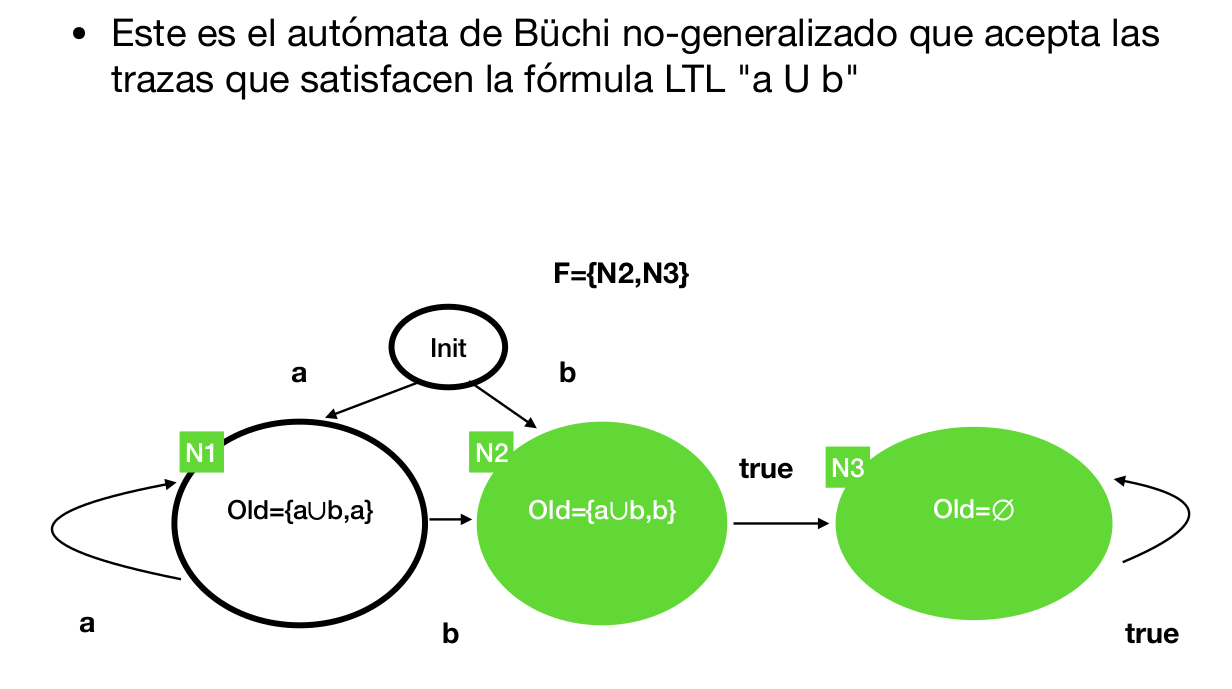 • Este es el autómata de Büchi no-generalizado que acepta las
trazas que satisfacen la fórmula LTL "a U b"
F={N2,N3}
Init
a
b
N1
N2
true
N3
Old={a∪b,a}
Old={a∪b,b}
Old=∅
a
b
true